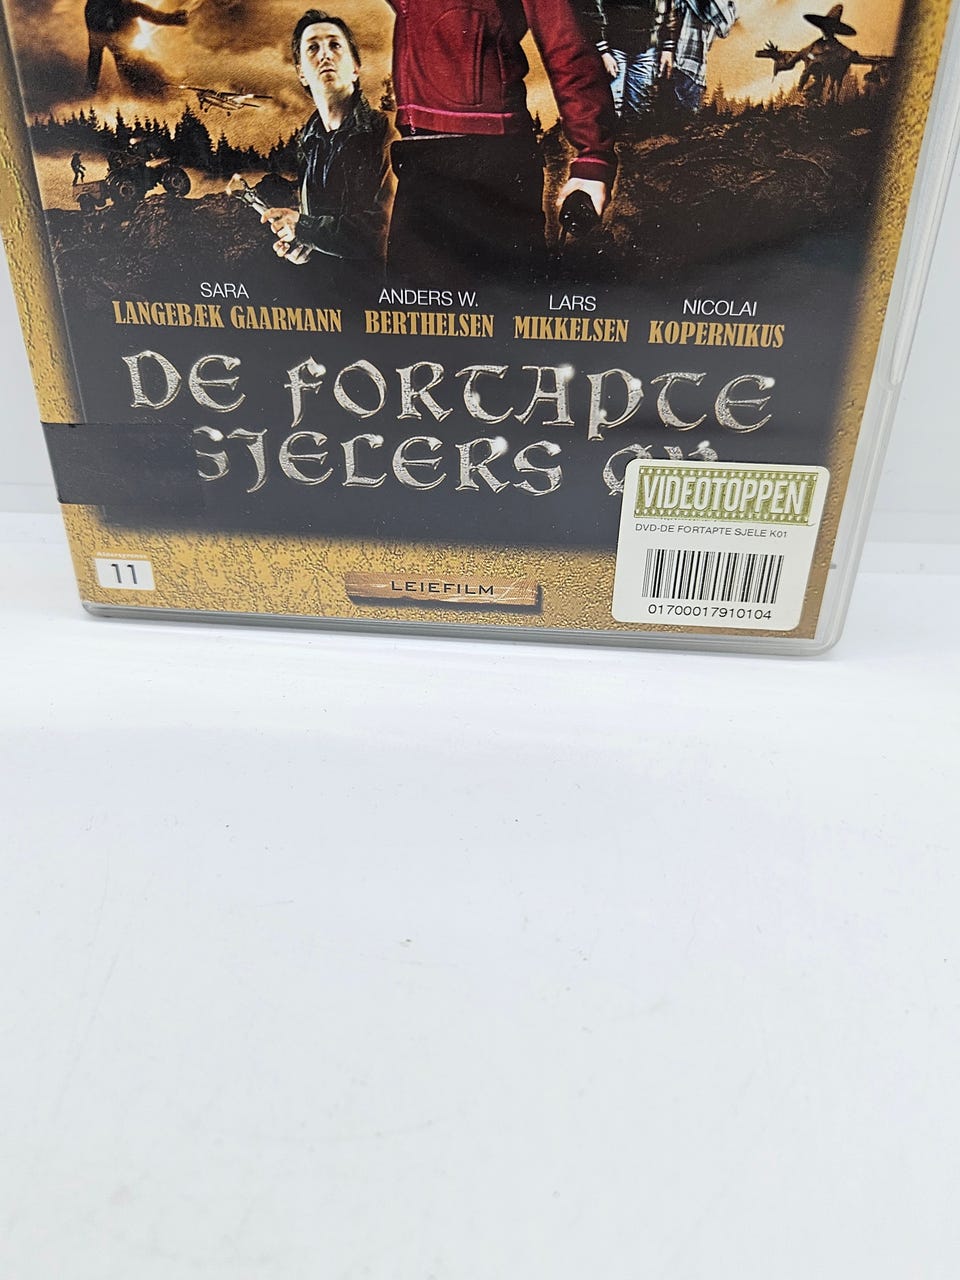 SARA
LANGEBÆK GAARMANN
ANDERS W.
BERTHELSEN
LARS
MIKKELSEN
NICOLAI
KOPERNIKUS
DE FORTAPTE
SJELERS
VIDEOTOPPEN
DVD-DE FORTAPTE SJELE K01
01700017910104
Aldersgrense
11
LEIEFILM